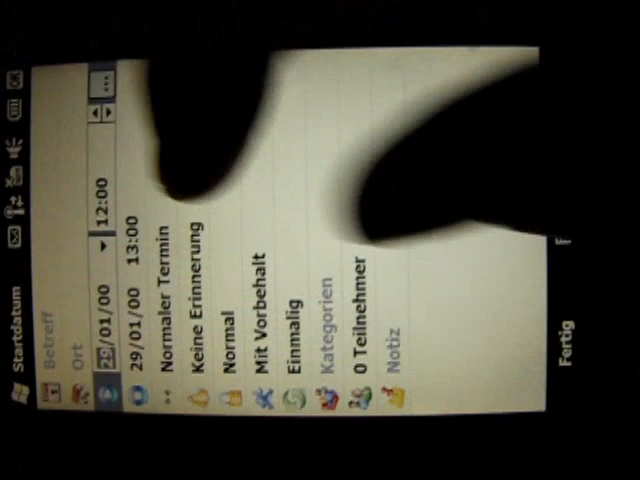 Startdatum
OK
Betreff
Ort
29/01/00 12:00
...
29/01/00 13:00
Normaler Termin
Keine Erinnerung
Normal
Mit Vorbehalt
Einmalig
Kategorien
0 Teilnehmer
Notiz
Fertig